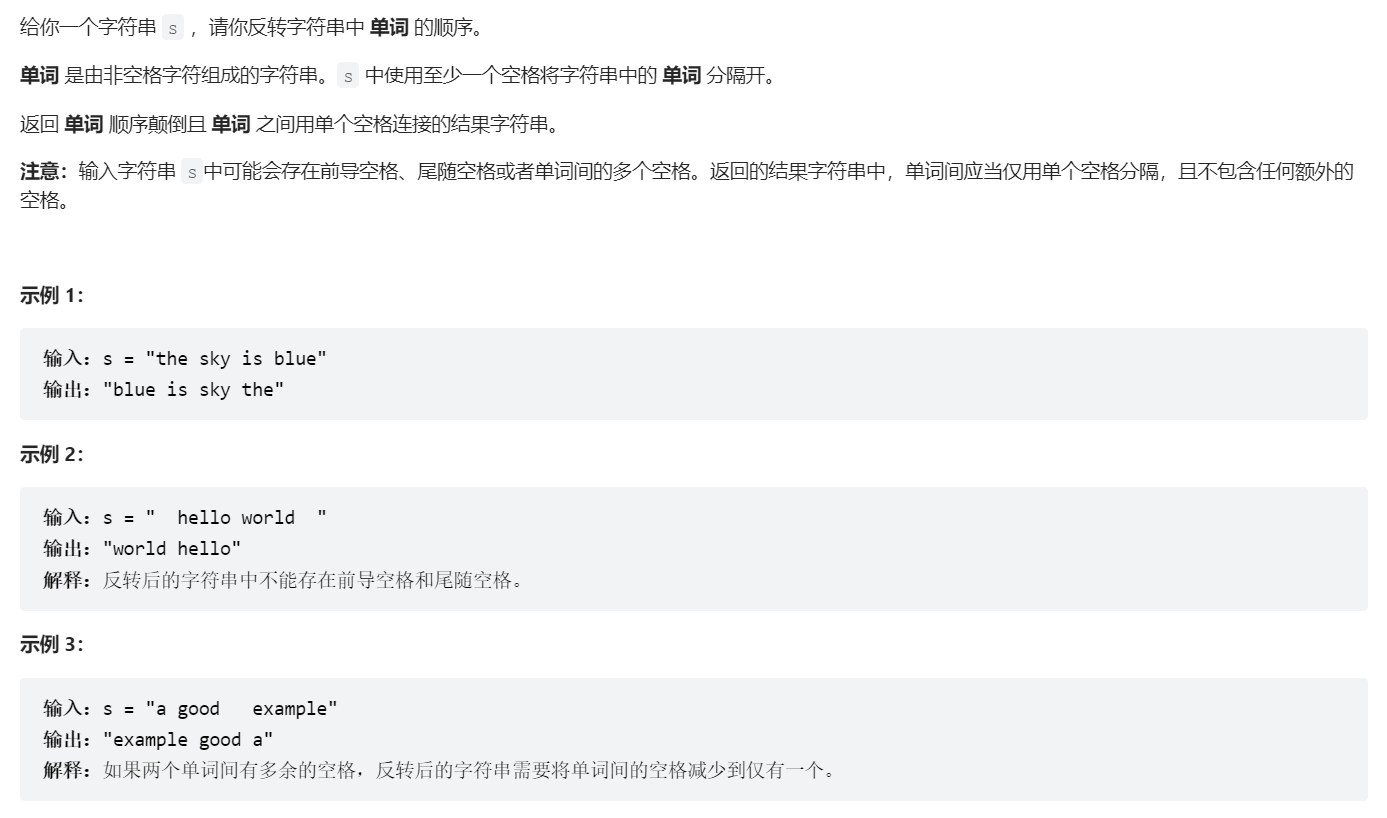 给你一个字符串 s ，请你反转字符串中 单词 的顺序。
单词 是由非空格字符组成的字符串。s 中使用至少一个空格将字符串中的 单词 分隔开。
返回 单词 顺序颠倒且 单词 之间用单个空格连接的结果字符串。
注意：输入字符串 s中可能会存在前导空格、尾随空格或者单词间的多个空格。返回的结果字符串中，单词间应当仅用单个空格分隔，且不包含任何额外的
空格。
示例 1：
输入：s = "the sky is blue"
输出："blue is sky the"
示例 2：
输入：s = "  hello world  "
输出："world hello"
解释：反转后的字符串中不能存在前导空格和尾随空格。
示例 3：
输入：s = "a good   example"
输出："example good a"
解释：如果两个单词间有多余的空格，反转后的字符串需要将单词间的空格减少到仅有一个。